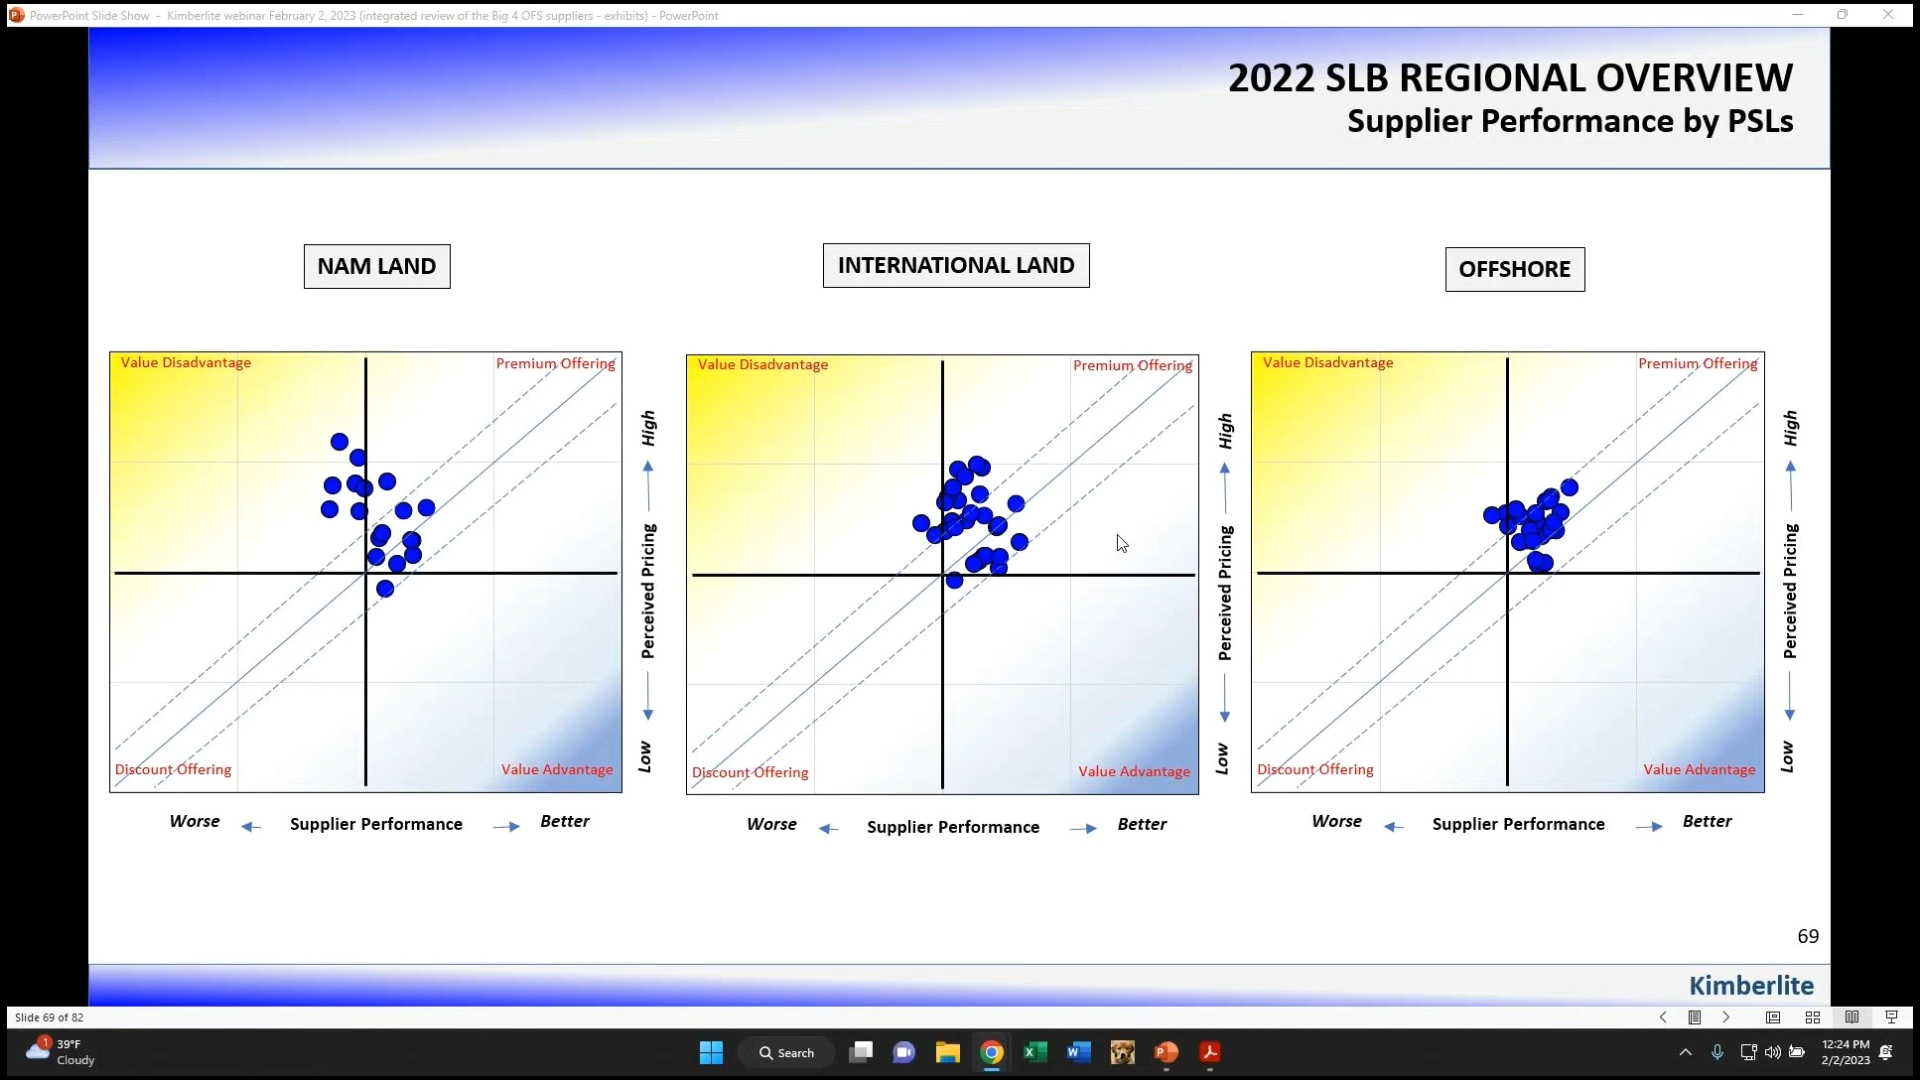 PowerPoint Slide Show - Kimberlite webinar February 2, 2023 (integrated review of the Big 4 OFS suppliers - exhibits) - PowerPoint
2022 SLB REGIONAL OVERVIEW
Supplier Performance by PSLs
NAM LAND
INTERNATIONAL LAND
OFFSHORE
Value Disadvantage
Premium Offering
Discount Offering
Value Advantage
High
Perceived Pricing
Low
Worse
Supplier Performance
Better
Value Disadvantage
Premium Offering
Discount Offering
Value Advantage
High
Perceived Pricing
Low
Worse
Supplier Performance
Better
Value Disadvantage
Premium Offering
Discount Offering
Value Advantage
High
Perceived Pricing
Low
Worse
Supplier Performance
Better
69
Kimberlite
Slide 69 of 82
1
39°F
Cloudy
Search
12:24 PM
2/2/2023